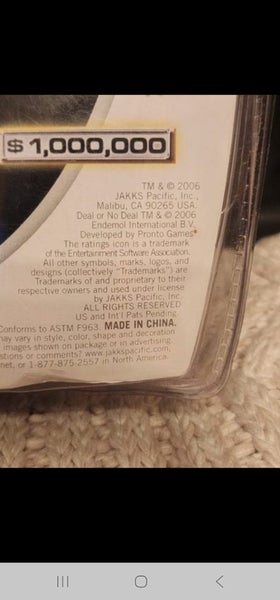 $ 1,000,000
TM & © 2006
JAKKS Pacific, Inc.,
Malibu, CA 90265 USA.
Deal or No Deal TM & © 2006
Endemol International B.V.
Developed by Pronto Games®
The ratings icon is a trademark
of the Entertainment Software Association.
All other symbols, marks, logos, and
designs (collectively "Trademarks") are
Trademarks of and proprietary to their
respective owners and used under license
by JAKKS Pacific, Inc.
ALL RIGHTS RESERVED
US and Int'l Pats Pending.
Conforms to ASTM F963. MADE IN CHINA.
may vary in style, color, shape and decoration
images shown on package or in advertising.
stions or comments? www.jakkspacific.com,
net, or 1-877-875-2557 in North America.